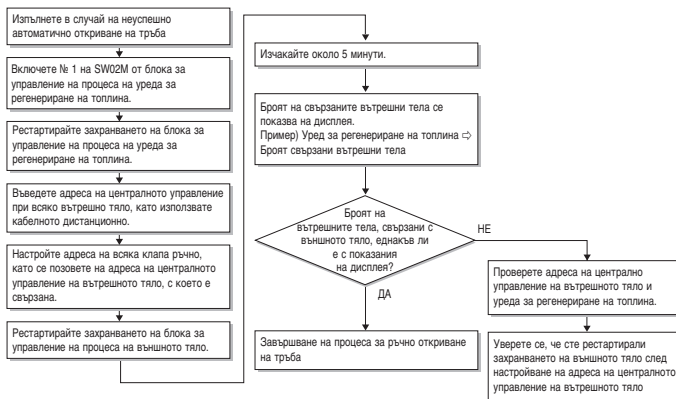 Изпълнете в случай на неуспешно
автоматично откриване на тръба
Включете № 1 на SW02M от блока за
управление на процеса на уреда за
регенериране на топлина.
Рестартирайте захранването на блока за
управление на процеса на уреда за
регенериране на топлина.
Въведете адреса на централното управление
при всяко вътрешно тяло, като използвате
кабелното дистанционно.
Настройте адреса на всяка клапа ръчно,
като се позовете на адреса на централното
управление на вътрешното тяло, с което е
свързана.
Рестартирайте захранването на блока за
управление на процеса на външното тяло.
Изчакайте около 5 минути.
Броят на свързаните вътрешни тела се
показва на дисплея.
Пример) Уред за регенериране на топлина ⇨
Броят свързани вътрешни тела
Броят на
вътрешните тела, свързани с
външното тяло, еднакъв ли
е с показания
на дисплея?
НЕ
ДА
Завършване на процеса за ръчно откриване
на тръба
Проверете адреса на централно
управление на вътрешното тяло и
уреда за регенериране на топлина.
Уверете се, че сте рестартирали
захранването на външното тяло след
настройване на адреса на централното
управление на вътрешното тяло